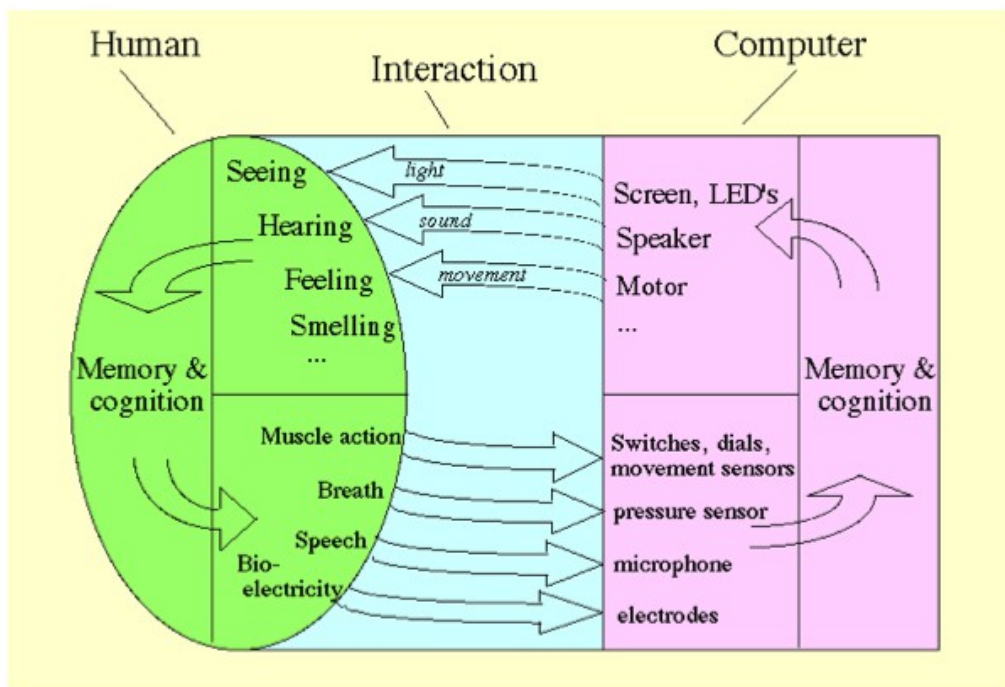 Human
Interaction
Computer
Seeing
Hearing
Feeling
Smelling
...
Memory &
cognition
Muscle action
Breath
Speech
Bio-
electricity
light
sound
movement
Screen, LED's
Speaker
Motor
...
Switches, dials,
movement sensors
pressure sensor
microphone
electrodes
Memory &
cognition